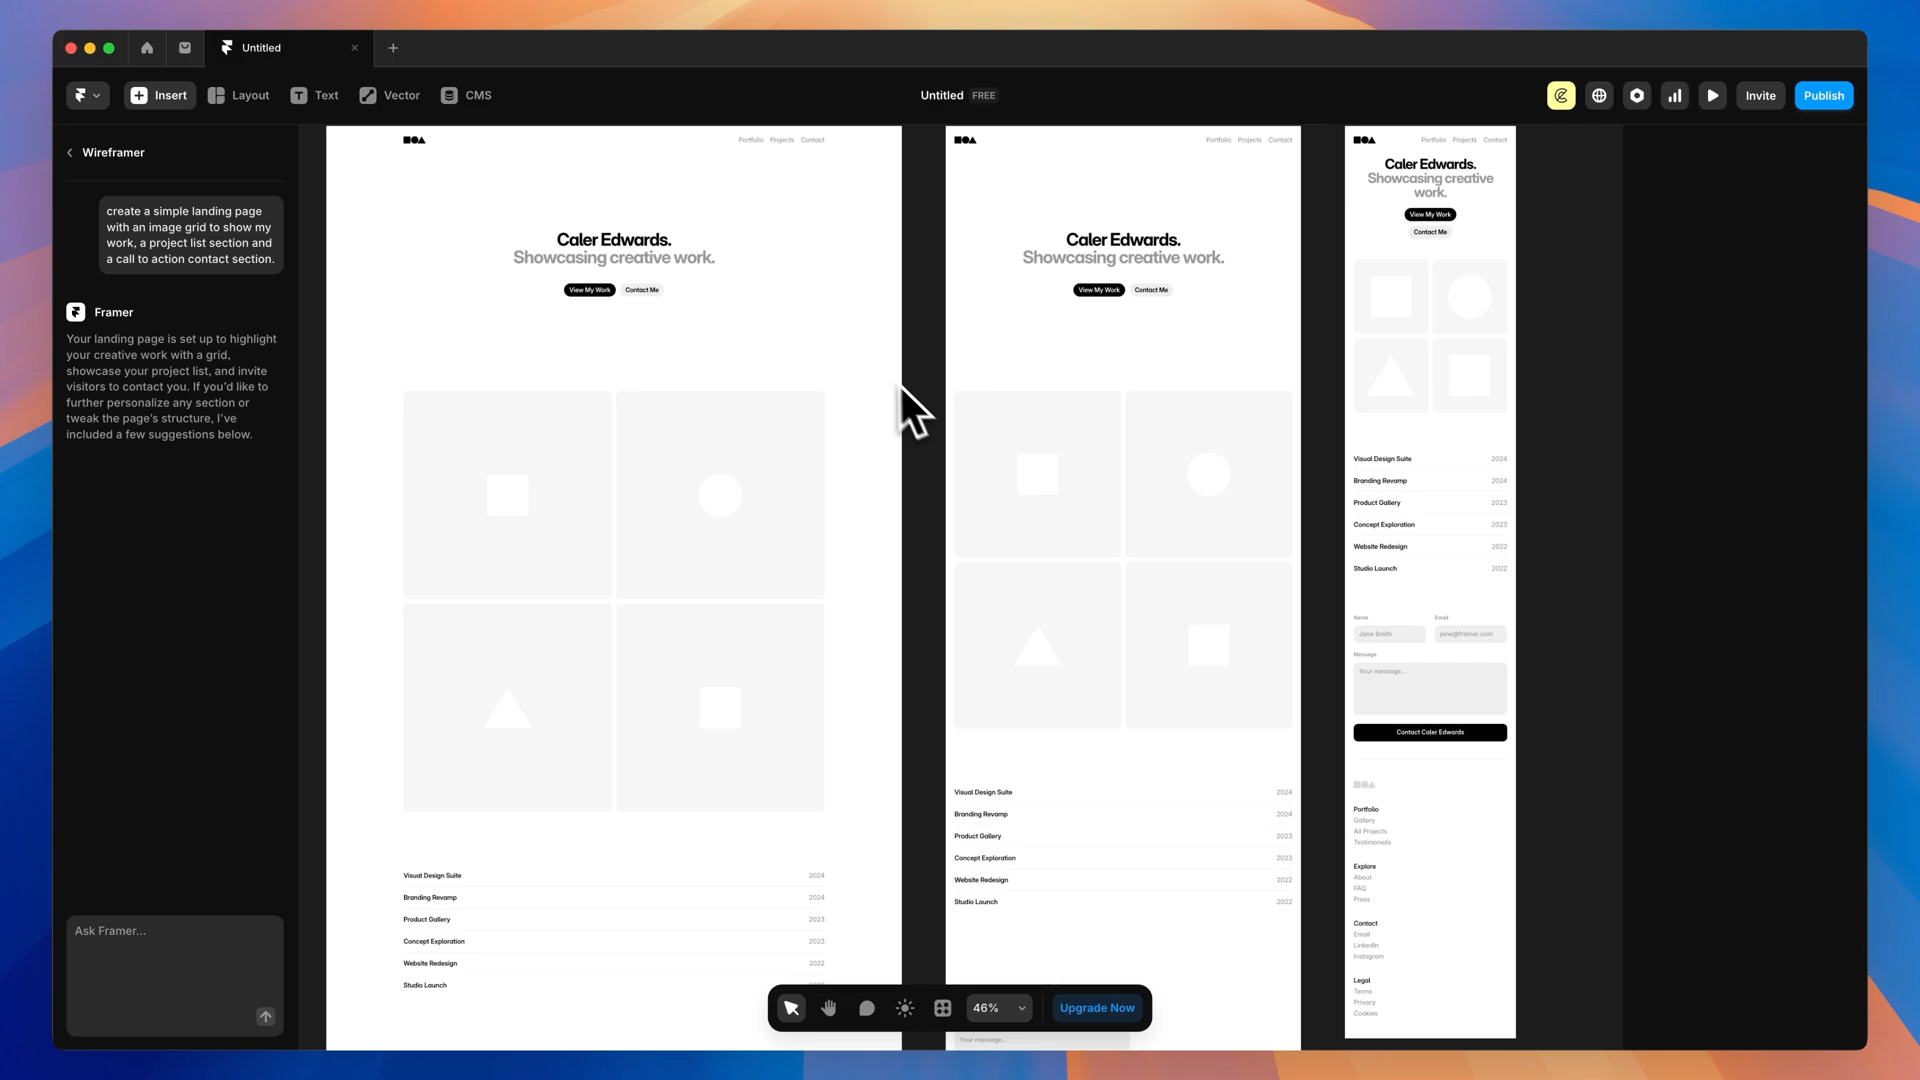 Untitled
Insert
Layout
Text
Vector
CMS
Untitled FREE
Invite
Publish
Wireframer
create a simple landing page
with an image grid to show my
work, a project list section and
a call to action contact section.
Framer
Your landing page is set up to highlight
your creative work with a grid,
showcase your project list, and invite
visitors to contact you. If you'd like to
further personalize any section or
tweak the page's structure, I've
included a few suggestions below.
Ask Framer...
Portfolio Projects Contact
Caler Edwards.
Showcasing creative work.
View My Work
Contact Me
Visual Design Suite 2024
Branding Revamp 2024
Product Gallery 2023
Concept Exploration 2023
Website Redesign 2022
Studio Launch
Portfolio Projects Contact
Caler Edwards.
Showcasing creative work.
View My Work
Contact Me
Visual Design Suite 2024
Branding Revamp 2024
Product Gallery 2023
Concept Exploration 2023
Website Redesign 2022
Studio Launch 2022
Your message...
Portfolio Projects Contact
Caler Edwards.
Showcasing creative
work.
View My Work
Contact Me
Visual Design Suite 2024
Branding Revamp 2024
Product Gallery 2023
Concept Exploration 2023
Website Redesign 2022
Studio Launch 2022
Name Email
Jane Smith jane@framer.com
Message
Your message...
Contact Caler Edwards
Portfolio
Gallery
All Projects
Testimonials
Explore
About
FAQ
Press
Contact
Email
LinkedIn
Instagram
Legal
Terms
Privacy
Cookies
46%
Upgrade Now